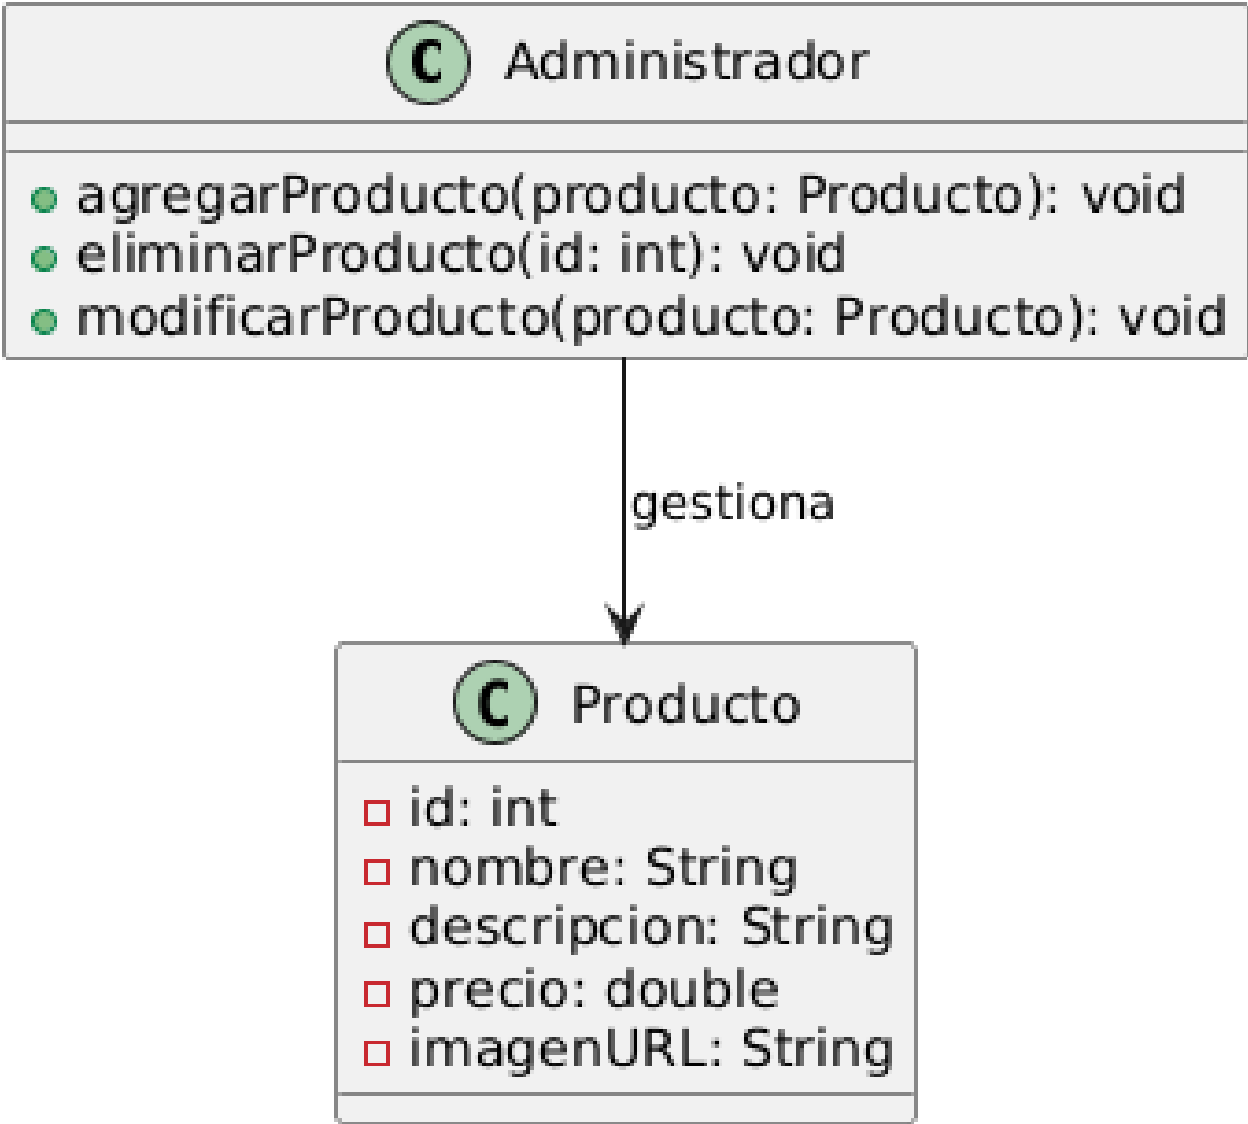 C Administrador
agregarProducto(producto: Producto): void
eliminarProducto(id: int): void
modificarProducto(producto: Producto): void
gestiona
C Producto
id: int
nombre: String
descripcion: String
precio: double
imagenURL: String